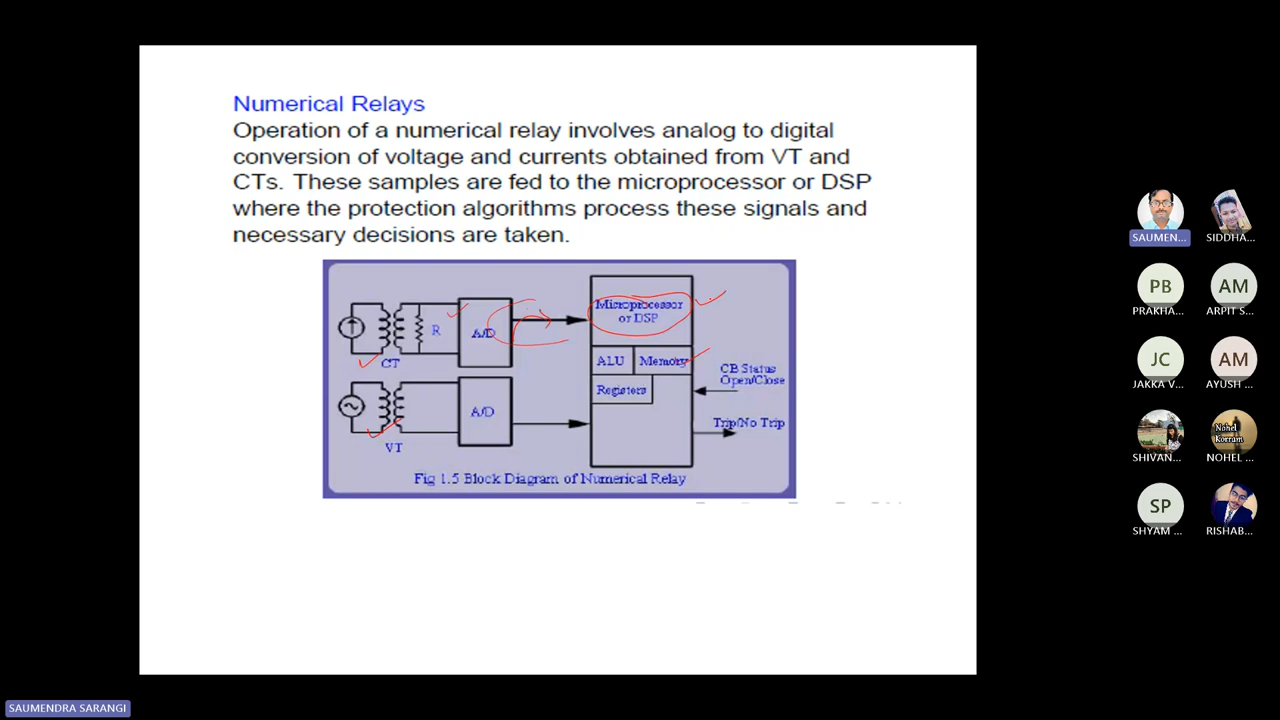 Numerical Relays
Operation of a numerical relay involves analog to digital
conversion of voltage and currents obtained from VT and
CTs. These samples are fed to the microprocessor or DSP
where the protection algorithms process these signals and
necessary decisions are taken.
Microprocessor
or DSP
R
A/D
CT
ALU
Memory
CB Status
Open/Close
Registers
A/D
Trip/No Trip
VT
Fig 1.5 Block Diagram of Numerical Relay
SAUMEN...
SIDDHA...
PB
AM
PRAKHA...
ARPIT S...
JC
AM
JAKKA V...
AYUSH ...
Nohel
Korram
SHIVAN...
NOHEL ...
SP
SHYAM ...
RISHAB...
SAUMENDRA SARANGI